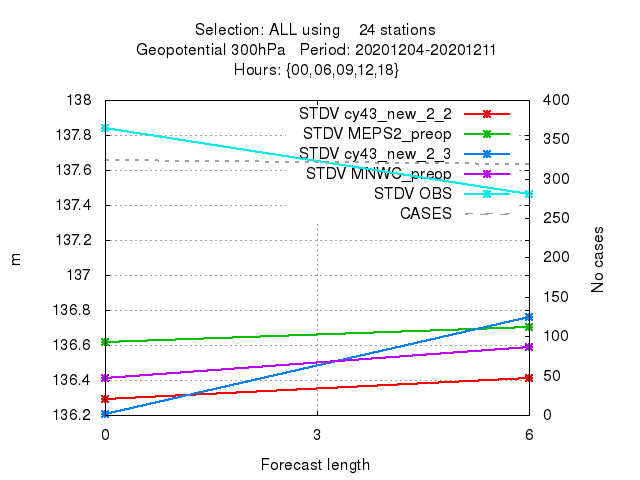 Selection: ALL using 24 stations
Geopotential 300hPa Period: 20201204-20201211
Hours: {00,06,09,12,18}
138 400
STDV cy43_new_2_2
137.8 350
STDV MEPS2_preop
STDV cy43_new_2_3
137.6 300
STDV MNWC_preop
STDV OBS
137.4 250
CASES
137.2 200
m
No cases
137 150
136.8 100
136.6 50
136.4 0
136.2
0 3 6
Forecast length